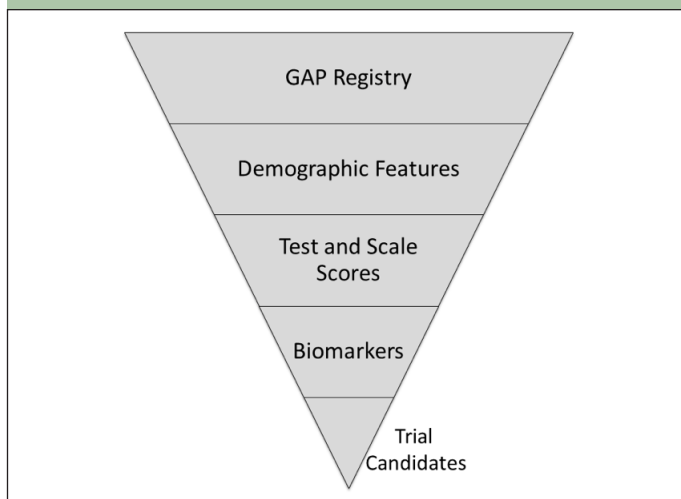 GAP Registry
Demographic Features
Test and Scale
Scores
Biomarkers
Trial
Candidates